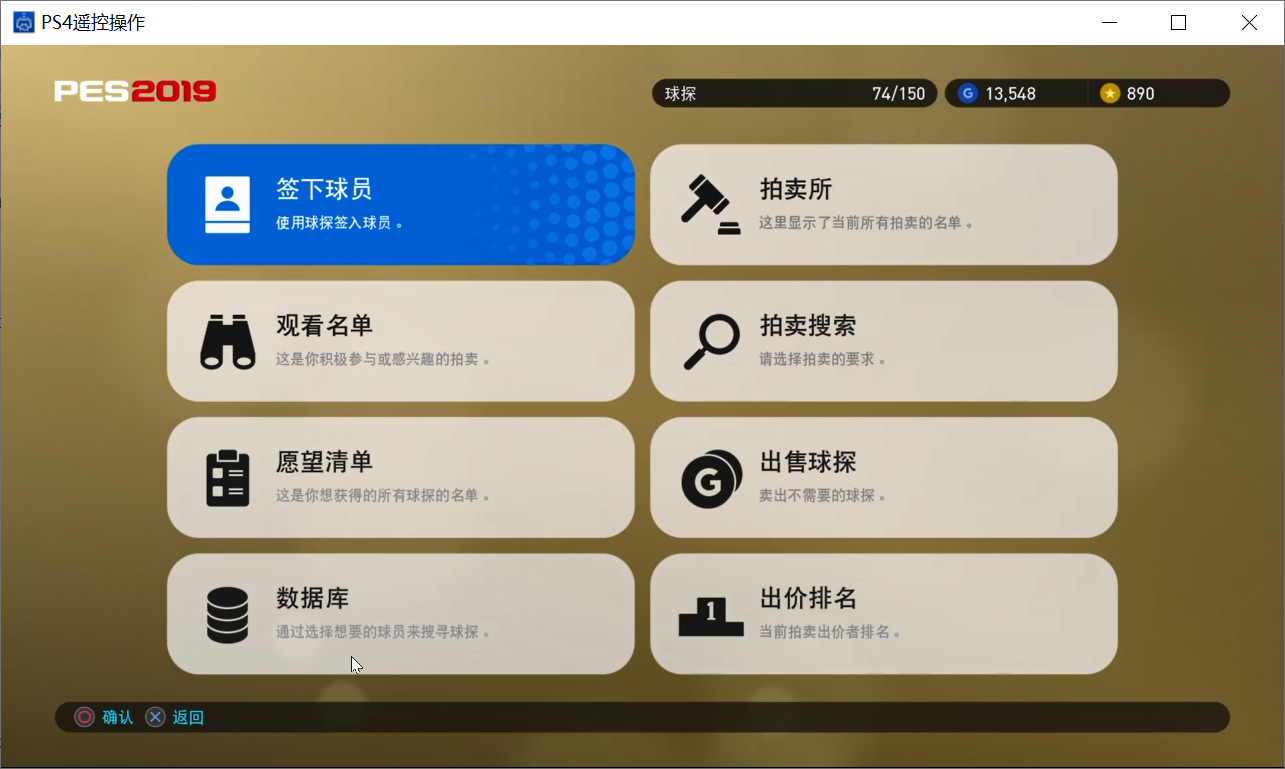 PS4遥控操作
PES2019
球探 74/150 G 13,548 890
签下球员
使用球探签入球员。
拍卖所
这里显示了当前所有拍卖的名单。
观看名单
这是你积极参与或感兴趣的拍卖。
拍卖搜索
请选择拍卖的要求。
愿望清单
这是你想获得的所有球探的名单。
G
出售球探
卖出不需要的球探。
数据库
通过选择想要的球员来搜寻球探。
1
出价排名
当前拍卖出价者排名。
确认 返回